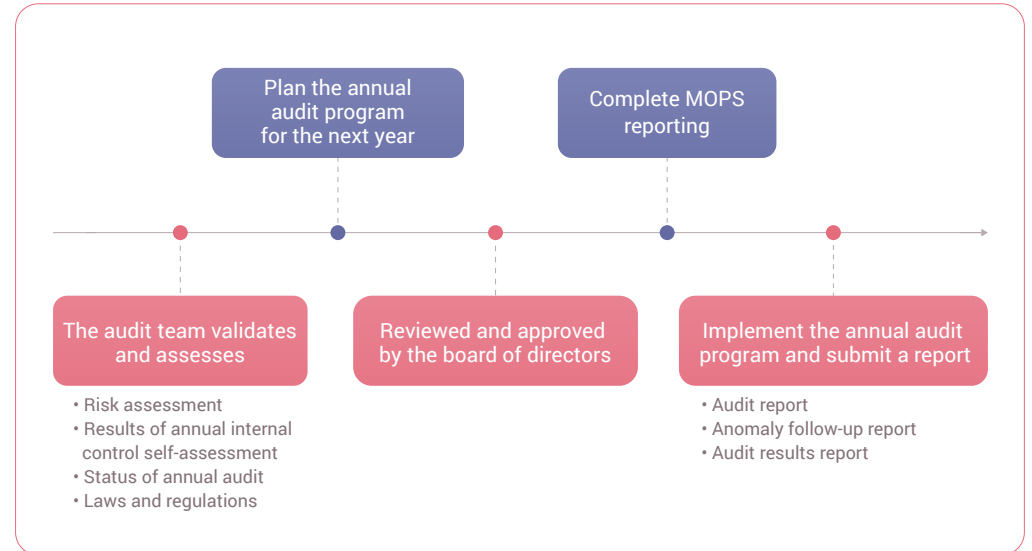 Plan the annual
audit program
for the next year
Complete MOPS
reporting
The audit team validates
and assesses
• Risk assessment
• Results of annual internal
control self-assessment
• Status of annual audit
• Laws and regulations
Reviewed and approved
by the board of directors
Implement the annual audit
program and submit a report
• Audit report
• Anomaly follow-up report
• Audit results report